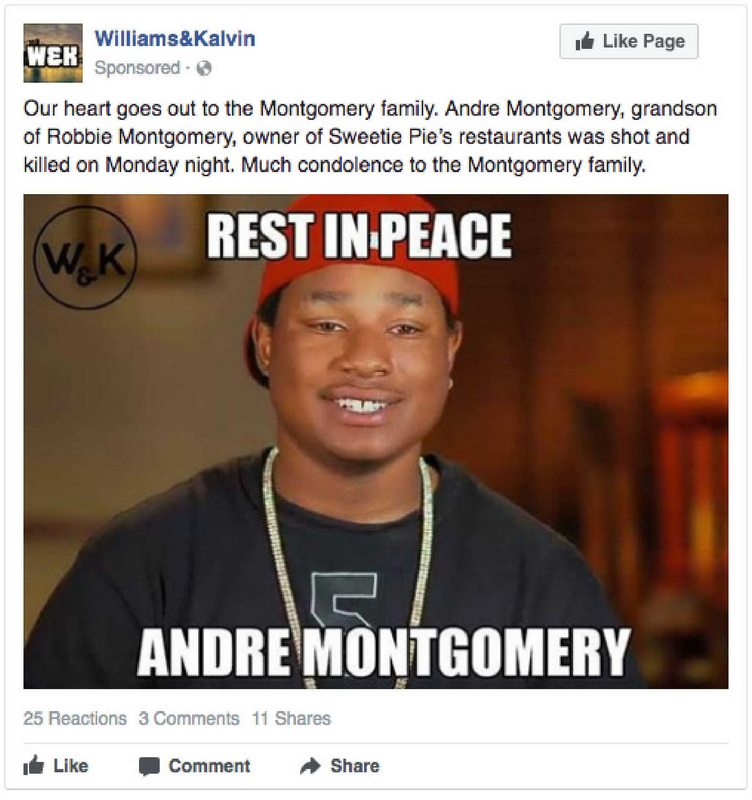 W&K
Williams&Kalvin
Like Page
Sponsored ·
Our heart goes out to the Montgomery family. Andre Montgomery, grandson
of Robbie Montgomery, owner of Sweetie Pie's restaurants was shot and
killed on Monday night. Much condolence to the Montgomery family.
W&K
REST IN PEACE
5
ANDRE MONTGOMERY
25 Reactions 3 Comments 11 Shares
Like Comment Share